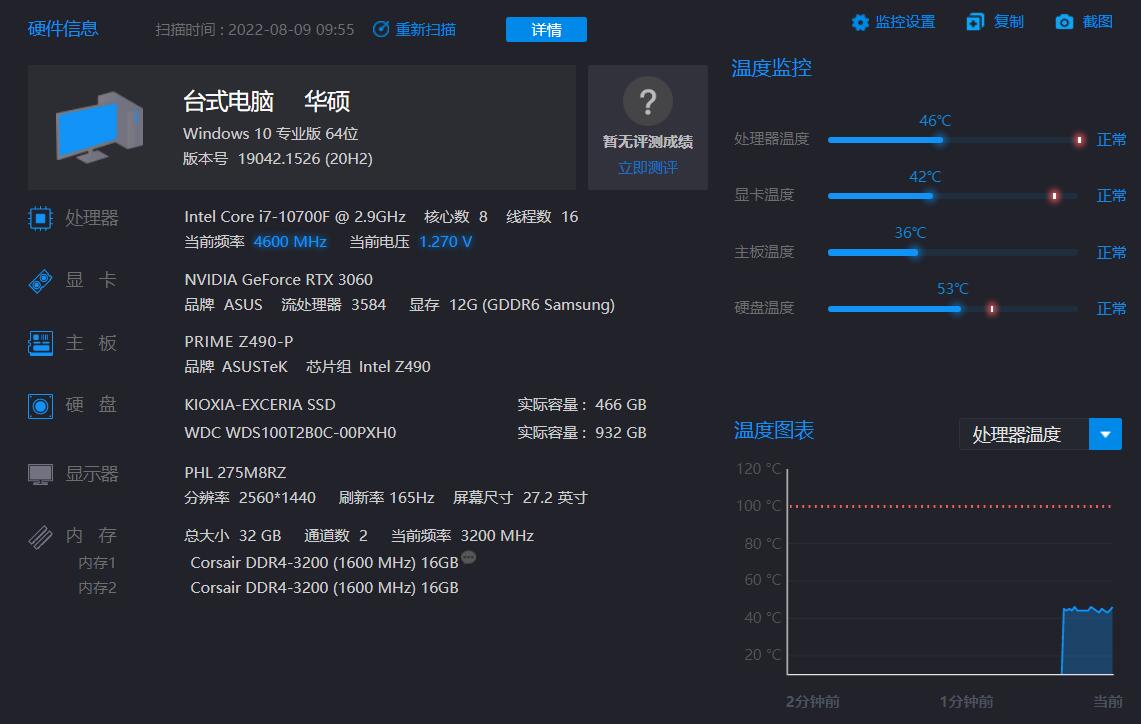 硬件信息 扫描时间 : 2022-08-09 09:55 重新扫描 详情 监控设置 复制 截图
台式电脑 华硕
Windows 10 专业版 64位
版本号 19042.1526 (20H2)
?
暂无评测成绩
立即测评
处理器 Intel Core i7-10700F @ 2.9GHz 核心数 8 线程数 16
当前频率 4600 MHz 当前电压 1.270 V
显 卡 NVIDIA GeForce RTX 3060
品牌 ASUS 流处理器 3584 显存 12G (GDDR6 Samsung)
主 板 PRIME Z490-P
品牌 ASUSTeK 芯片组 Intel Z490
硬 盘 KIOXIA-EXCERIA SSD 实际容量 : 466 GB
WDC WDS100T2B0C-00PXH0 实际容量 : 932 GB
显示器 PHL 275M8RZ
分辨率 2560*1440 刷新率 165Hz 屏幕尺寸 27.2 英寸
内 存 总大小 32 GB 通道数 2 当前频率 3200 MHz
内存1 Corsair DDR4-3200 (1600 MHz) 16GB
内存2 Corsair DDR4-3200 (1600 MHz) 16GB
温度监控
46℃
处理器温度 正常
42℃
显卡温度 正常
36℃
主板温度 正常
53℃
硬盘温度 正常
温度图表 处理器温度
120 °C
100 °C
80 °C
60 °C
40 °C
20 °C
2分钟前 1分钟前 当前